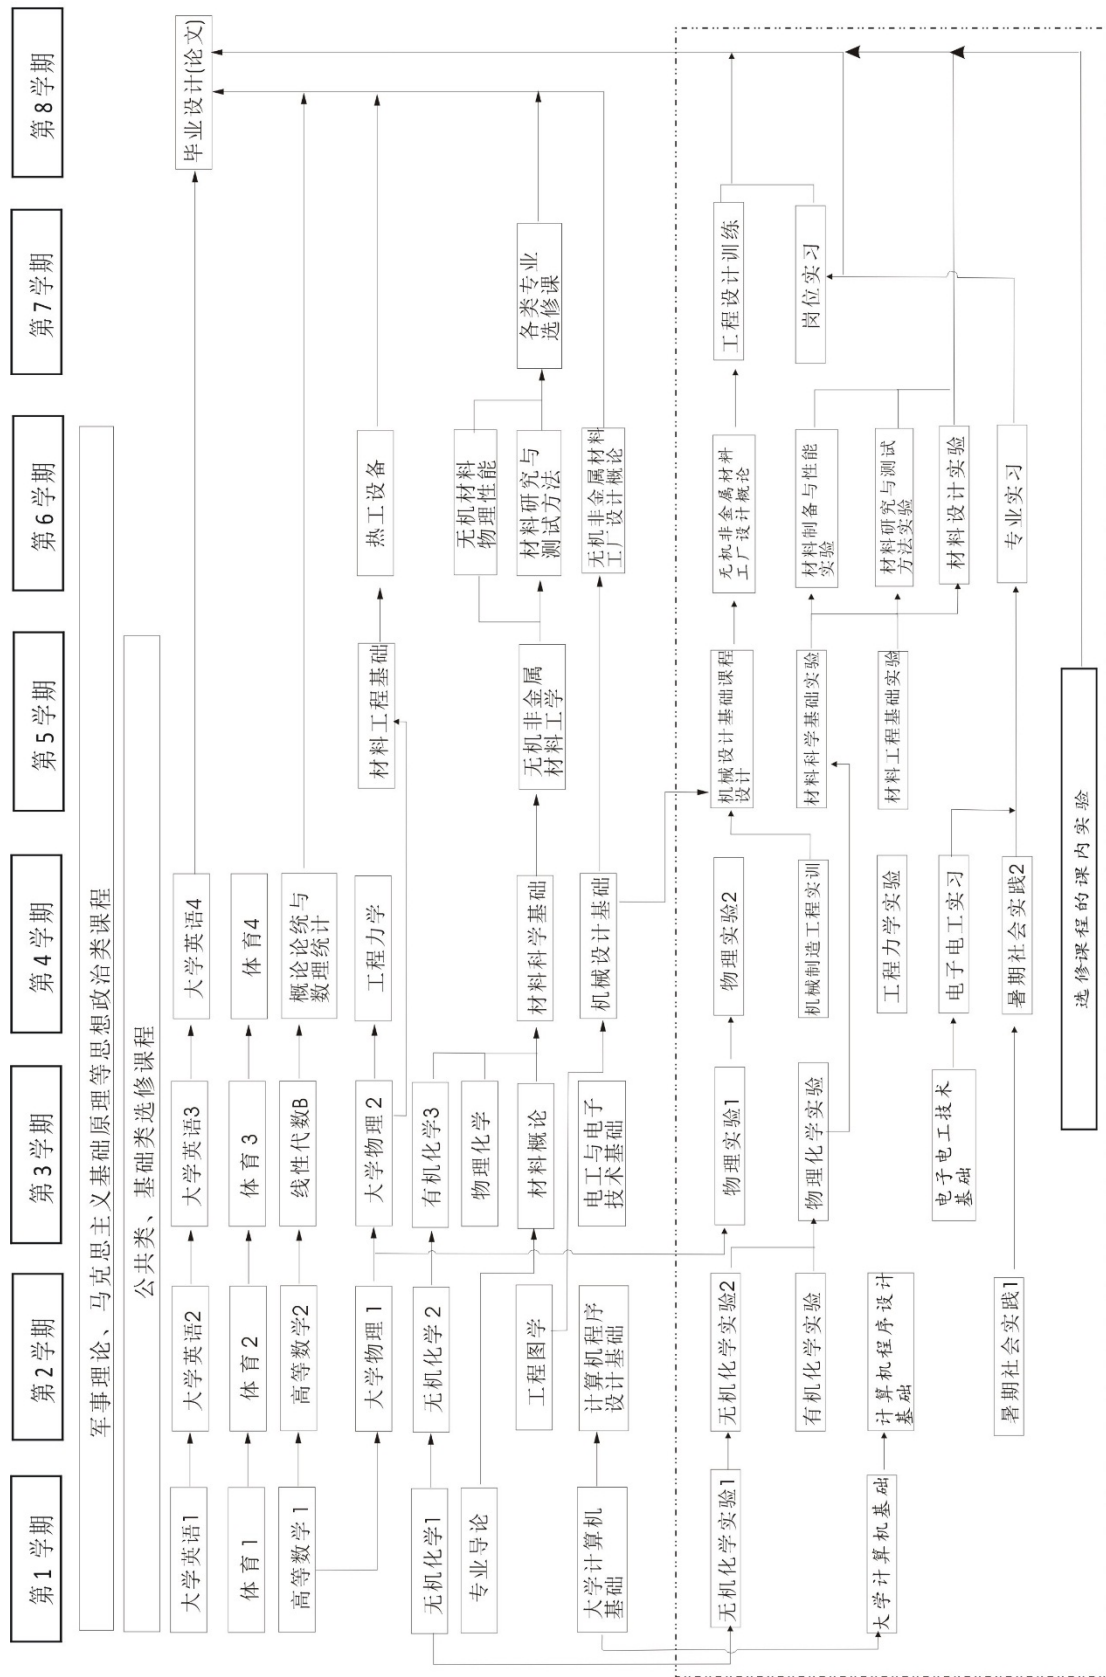 第1学期
第2学期
第3学期
第4学期
第5学期
第6学期
第7学期
第8学期
军事理论、马克思主义基础原理等思想政治类课程
公共类、基础类选修课程
大学英语1
大学英语2
大学英语3
大学英语4
毕业设计(论文)
体育1
体育2
体育3
体育4
高等数学1
高等数学2
线性代数B
概论论统与
数理统计
大学物理1
大学物理2
工程力学
材料工程基础
热工设备
无机化学1
无机化学2
有机化学3
专业导论
物理化学
无机材料
物理性能
工程图学
材料概论
材料科学基础
无机非金属
材料工学
材料研究与
测试方法
各类专业
选修课
大学计算机
基础
计算机程序
设计基础
电工与电子
技术基础
机械设计基础
无机非金属材料
工厂设计概论
无机化学实验1
无机化学实验2
物理实验1
物理实验2
机械设计基础课程
设计
无机非金属材料
工厂设计概论
工程设计训练
有机化学实验
物理化学实验
机械制造工程实训
材料科学基础实验
材料制备与性能
实验
岗位实习
大学计算机基础
计算机程序设计
基础
工程力学实验
材料工程基础实验
材料研究与测试
方法实验
电子电工技术
基础
电子电工实习
材料设计实验
暑期社会实践1
暑期社会实践2
专业实习
选修课程的课内实验